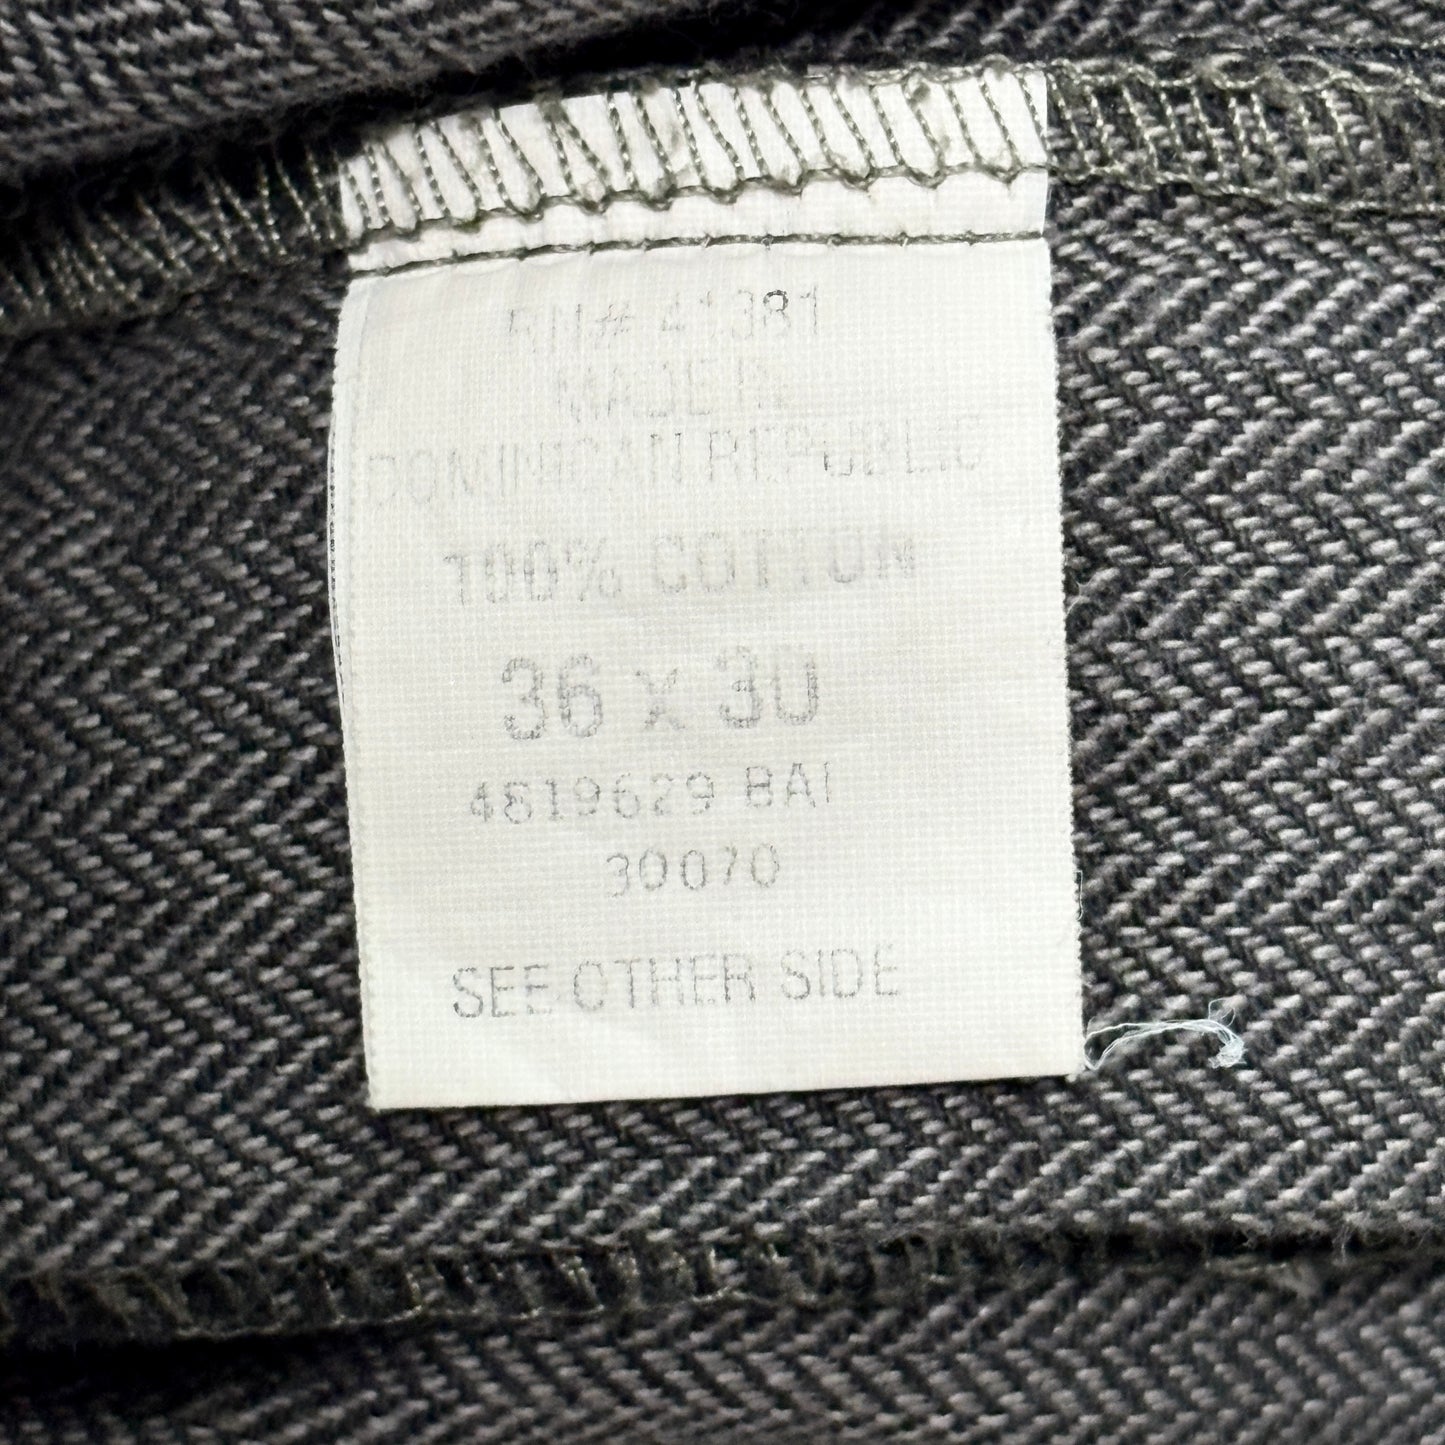 RN# 41381
MADE IN
DOMINICAN REPUBLIC
100% COTTON
36 x 30
4819629 BAI
30070
SEE OTHER SIDE